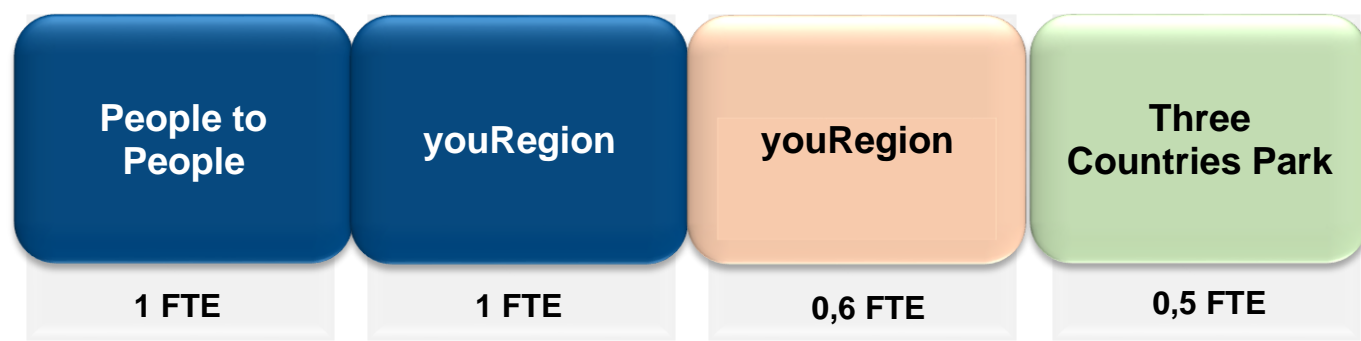 People to
People
youRegion
youRegion
Three
Countries Park
1 FTE
1 FTE
0,6 FTE
0,5 FTE